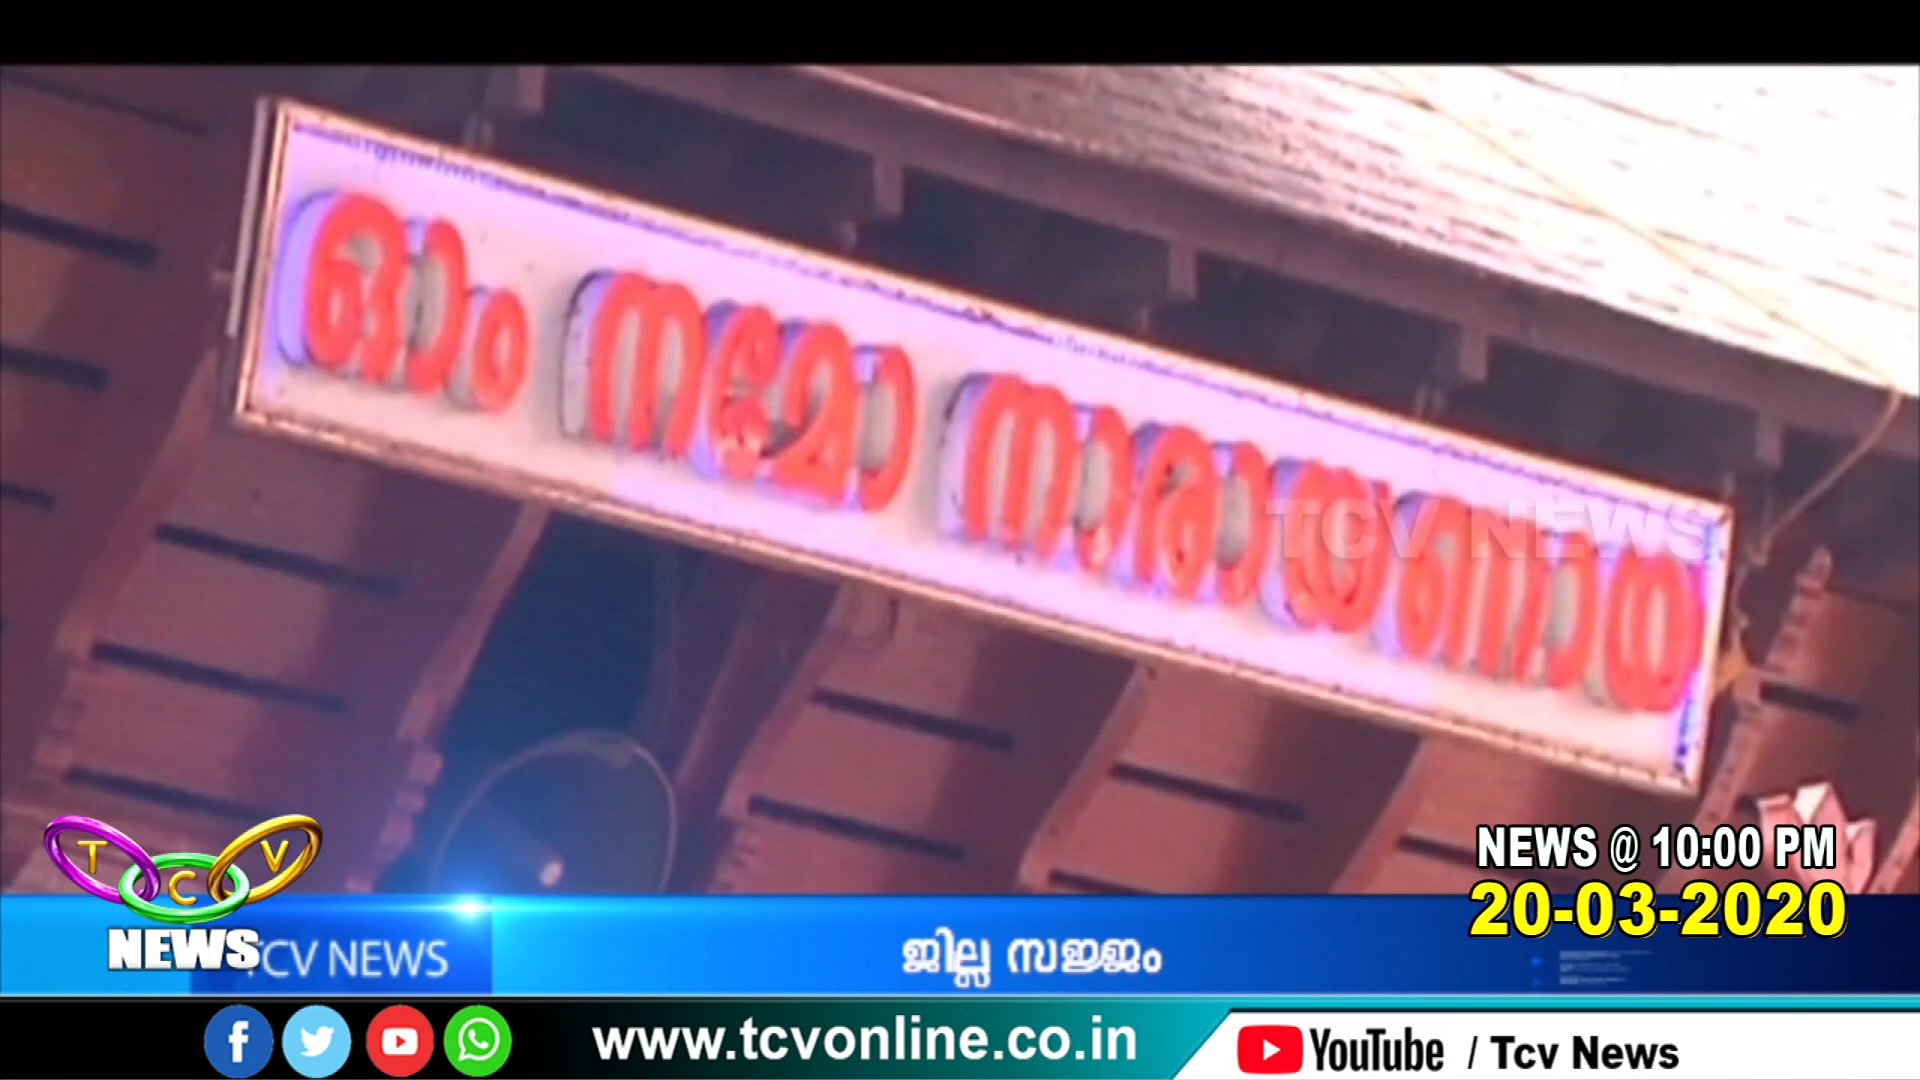 ഓം നമോ നാരായണായ
TCV NEWS
NEWS @ 10:00 PM
20-03-2020
T C V
NEWS
TCV NEWS
ജില്ല സജ്ജം
www.tcvonline.co.in
YouTube / Tcv News